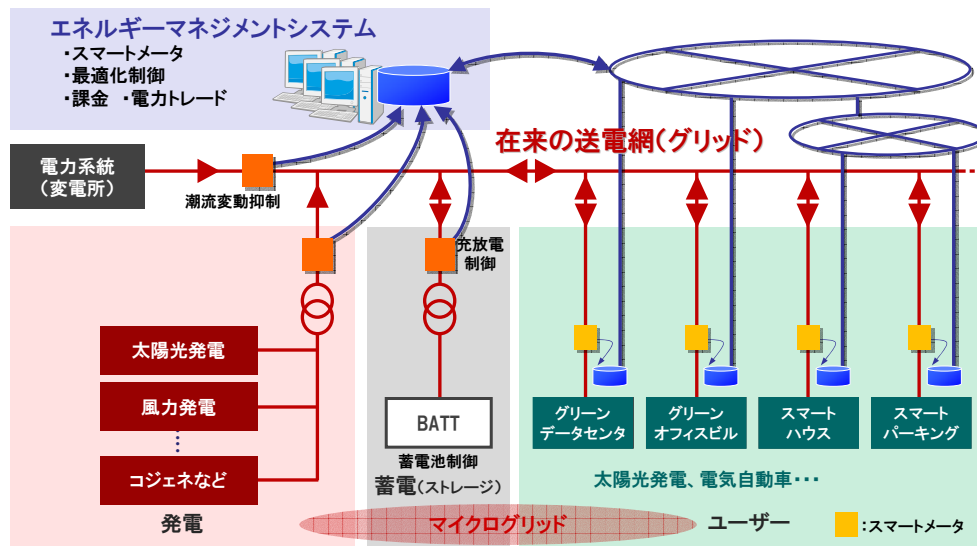 エネルギーマネジメントシステム
・スマートメータ
・最適化制御
・課金 ・電力トレード
在来の送電網(グリッド)
電力系統
(変電所)
潮流変動抑制
充放電
制御
太陽光発電
風力発電
・・・・・
コジェネなど
発電
BATT
蓄電池制御
蓄電(ストレージ)
グリーン
データセンタ
グリーン
オフィスビル
スマート
ハウス
スマート
パーキング
太陽光発電、電気自動車・・・
マイクログリッド
ユーザー
:スマートメータ